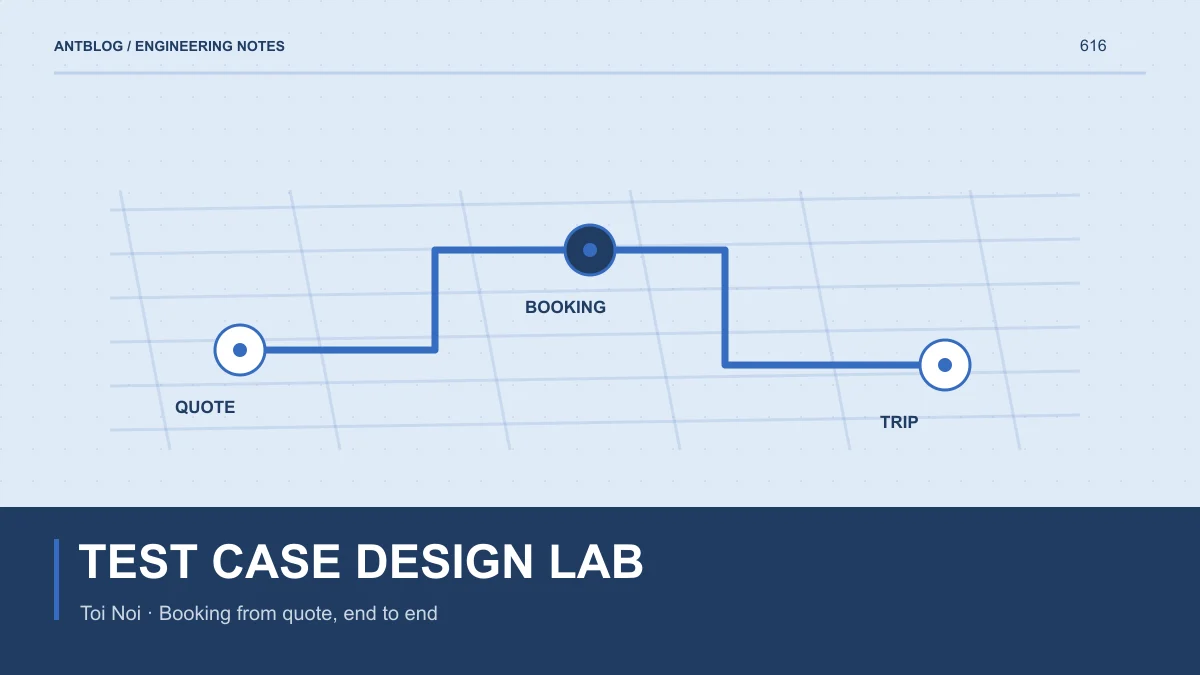 ANTBLOG / ENGINEERING NOTES
616
BOOKING
QUOTE
TRIP
TEST CASE DESIGN LAB
Toi Noi · Booking from quote, end to end